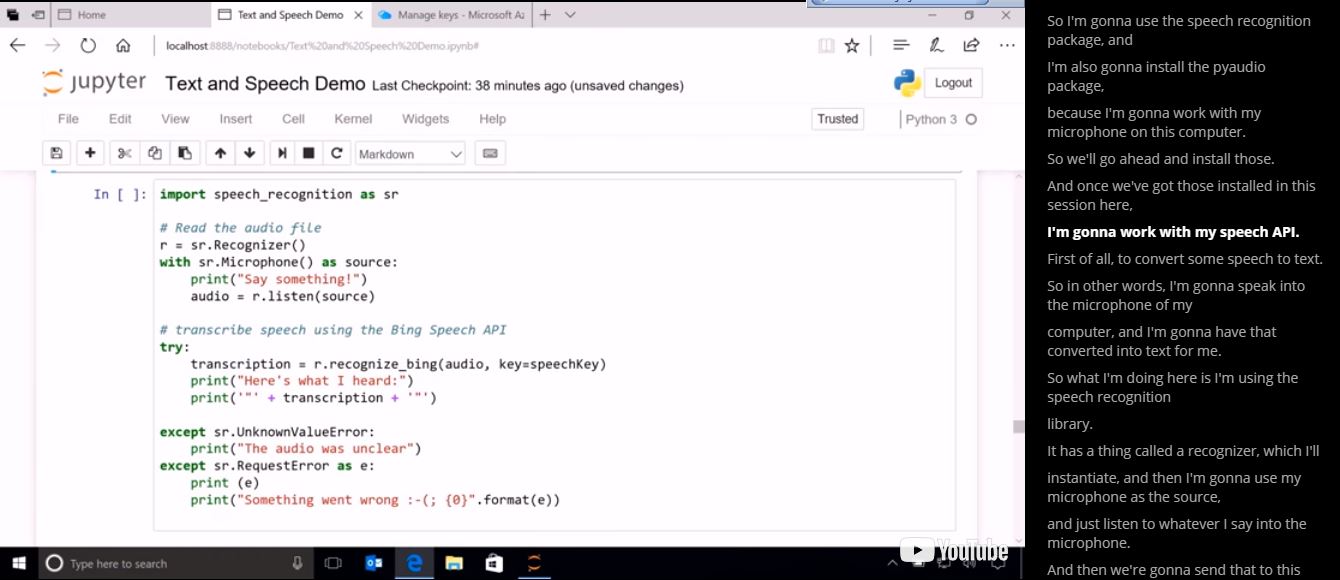 Home
Text and Speech Demo
Manage keys - Microsoft Az
localhost:8888/notebooks/Text%20and%20Speech%20Demo.ipynb#
jupyter Text and Speech Demo Last Checkpoint: 38 minutes ago (unsaved changes)
Logout
File Edit View Insert Cell Kernel Widgets Help
Trusted
Python 3
Markdown
In [ ]: import speech_recognition as sr
# Read the audio file
r = sr.Recognizer()
with sr.Microphone() as source:
print("Say something!")
audio = r.listen(source)
# transcribe speech using the Bing Speech API
try:
transcription = r.recognize_bing(audio, key=speechKey)
print("Here's what I heard:")
print('"' + transcription + '"')
except sr.UnknownValueError:
print("The audio was unclear")
except sr.RequestError as e:
print (e)
print("Something went wrong :-(; {0}".format(e))
Type here to search
YouTube
So I'm gonna use the speech recognition
package, and
I'm also gonna install the pyaudio
package,
because I'm gonna work with my
microphone on this computer.
So we'll go ahead and install those.
And once we've got those installed in this
session here,
I'm gonna work with my speech API.
First of all, to convert some speech to text.
So in other words, I'm gonna speak into
the microphone of my
computer, and I'm gonna have that
converted into text for me.
So what I'm doing here is I'm using the
speech recognition
library.
It has a thing called a recognizer, which I'll
instantiate, and then I'm gonna use my
microphone as the source,
and just listen to whatever I say into the
microphone.
And then we're gonna send that to this